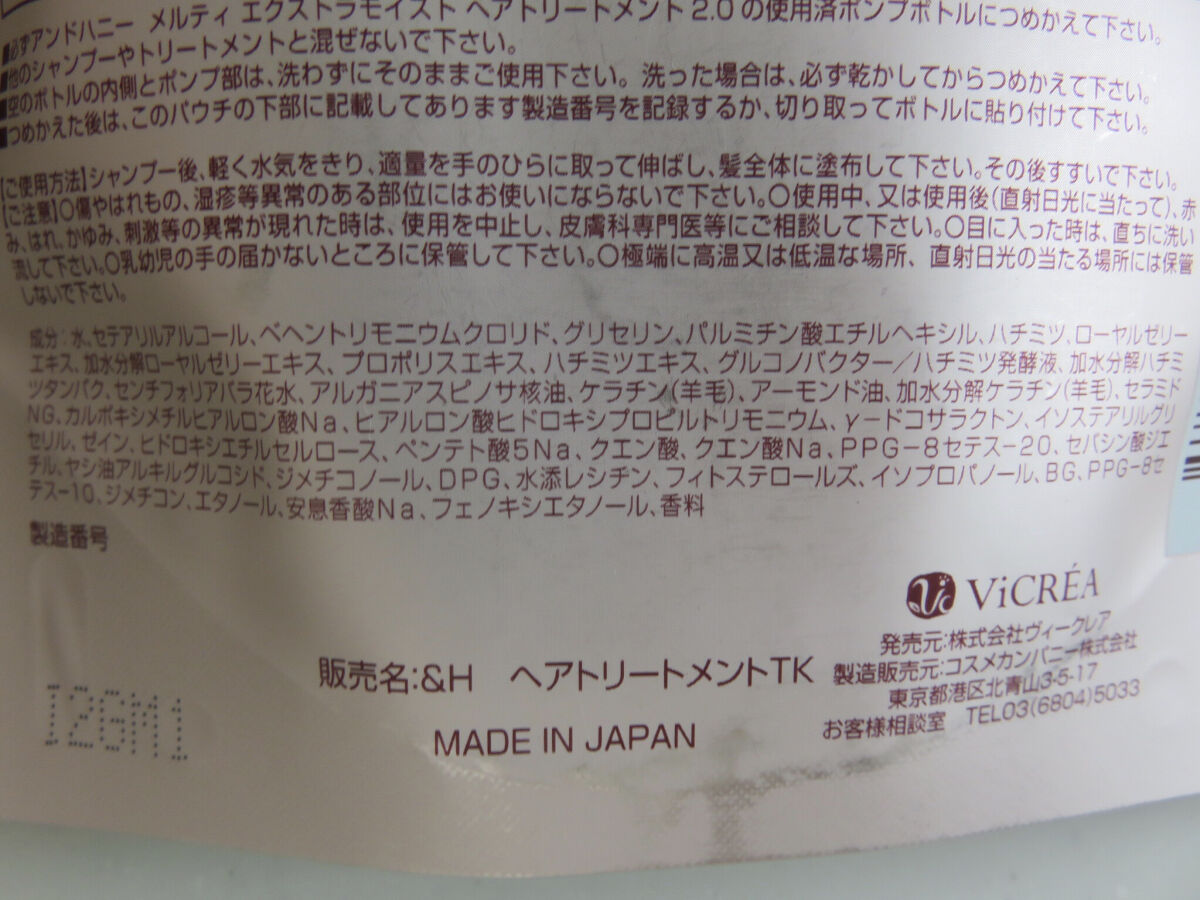 ■必ずアンドハニー メルティ エクストラモイスト ヘアトリートメント 2.0 の使用済ポンプボトルにつめかえて下さい。
■他のシャンプーやトリートメントと混ぜないで下さい。
■空のボトルの内側とポンプ部は、洗わずにそのままご使用下さい。洗った場合は、必ず乾かしてからつめかえて下さい。
■つめかえた後は、このパウチの下部に記載してあります製造番号を記録するか、切り取ってボトルに貼り付けて下さい。
【ご使用方法】シャンプー後、軽く水気をきり、適量を手のひらに取って伸ばし、髪全体に塗布して下さい。その後すすいで下さい。
【ご注意】〇傷やはれもの、湿疹等異常のある部位にはお使いにならないで下さい。〇使用中、又は使用後(直射日光に当たって)、赤
み、はれ、かゆみ、刺激等の異常が現れた時は、使用を中止し、皮膚科専門医等にご相談して下さい。〇目に入った時は、直ちに洗い
流して下さい。〇乳幼児の手の届かないところに保管して下さい。〇極端に高温又は低温な場所、直射日光の当たる場所には保管
しないで下さい。
成分:水、セテアリルアルコール、ベヘントリモニウムクロリド、グリセリン、パルミチン酸エチルヘキシル、ハチミツ、ローヤルゼリー
エキス、加水分解ローヤルゼリーエキス、プロポリスエキス、ハチミツエキス、グルコノバクター/ハチミツ発酵液、加水分解ハチミ
ツタンパク、センチフォリアバラ花水、アルガニアスピノサ核油、ケラチン(羊毛)、アーモンド油、加水分解ケラチン(羊毛)、セラミド
NG、カルボキシメチルヒアルロン酸Na、ヒアルロン酸ヒドロキシプロピルトリモニウム、γ-ドコサラクトン、イソステアリルグリ
セリル、ゼイン、ヒドロキシエチルセルロース、ペンテト酸5Na、クエン酸、クエン酸Na、PPG-8セテス-20、セバシン酸ジエ
チル、ヤシ油アルキルグルコシド、ジメチコノール、DPG、水添レシチン、フィトステロールズ、イソプロパノール、BG、PPG-8セ
テス-10、ジメチコン、エタノール、安息香酸Na、フェノキシエタノール、香料
製造番号
ViCRÉA
発売元:株式会社ヴィークレア
販売名:&H ヘアトリートメントTK
製造販売元:コスメカンパニー株式会社
東京都港区北青山3-5-17
お客様相談室 TEL03(6804)5033
MADE IN JAPAN
I26M1